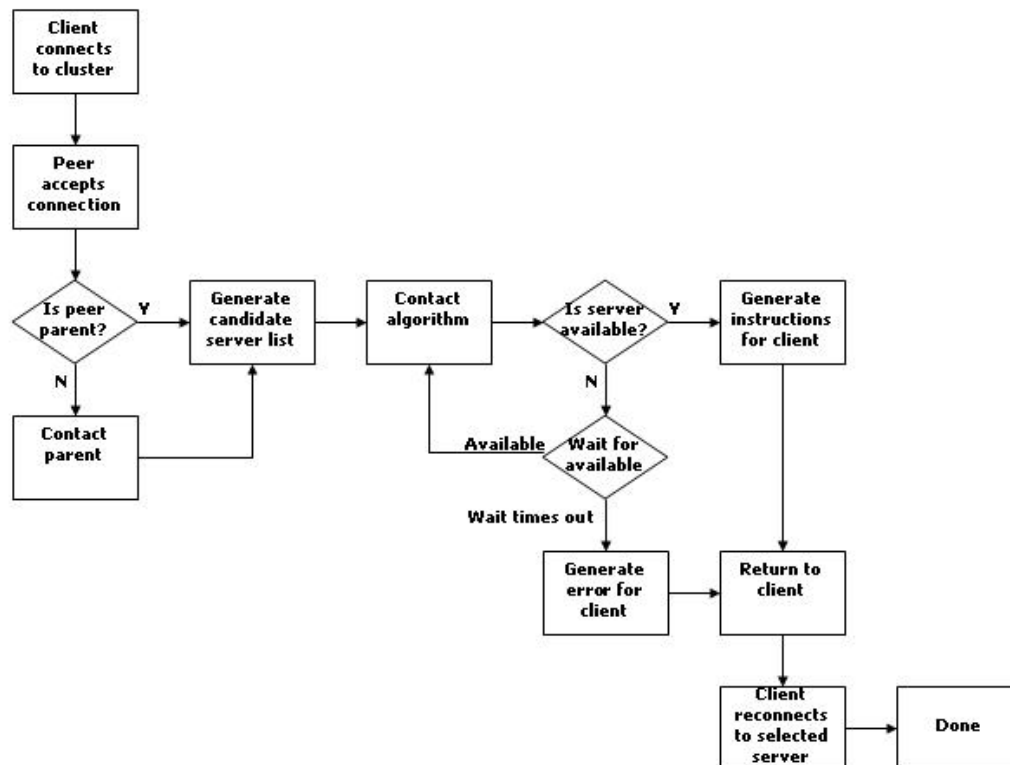 Client
connects
to cluster
Peer
accepts
connection
Is peer
parent?
Y
N
Contact
parent
Generate
candidate
server list
Contact
algorithm
Is server
available?
Y
N
Generate
instructions
for client
Available
Wait for
available
Wait times out
Generate
error for
client
Return to
client
Client
reconnects
to selected
server
Done